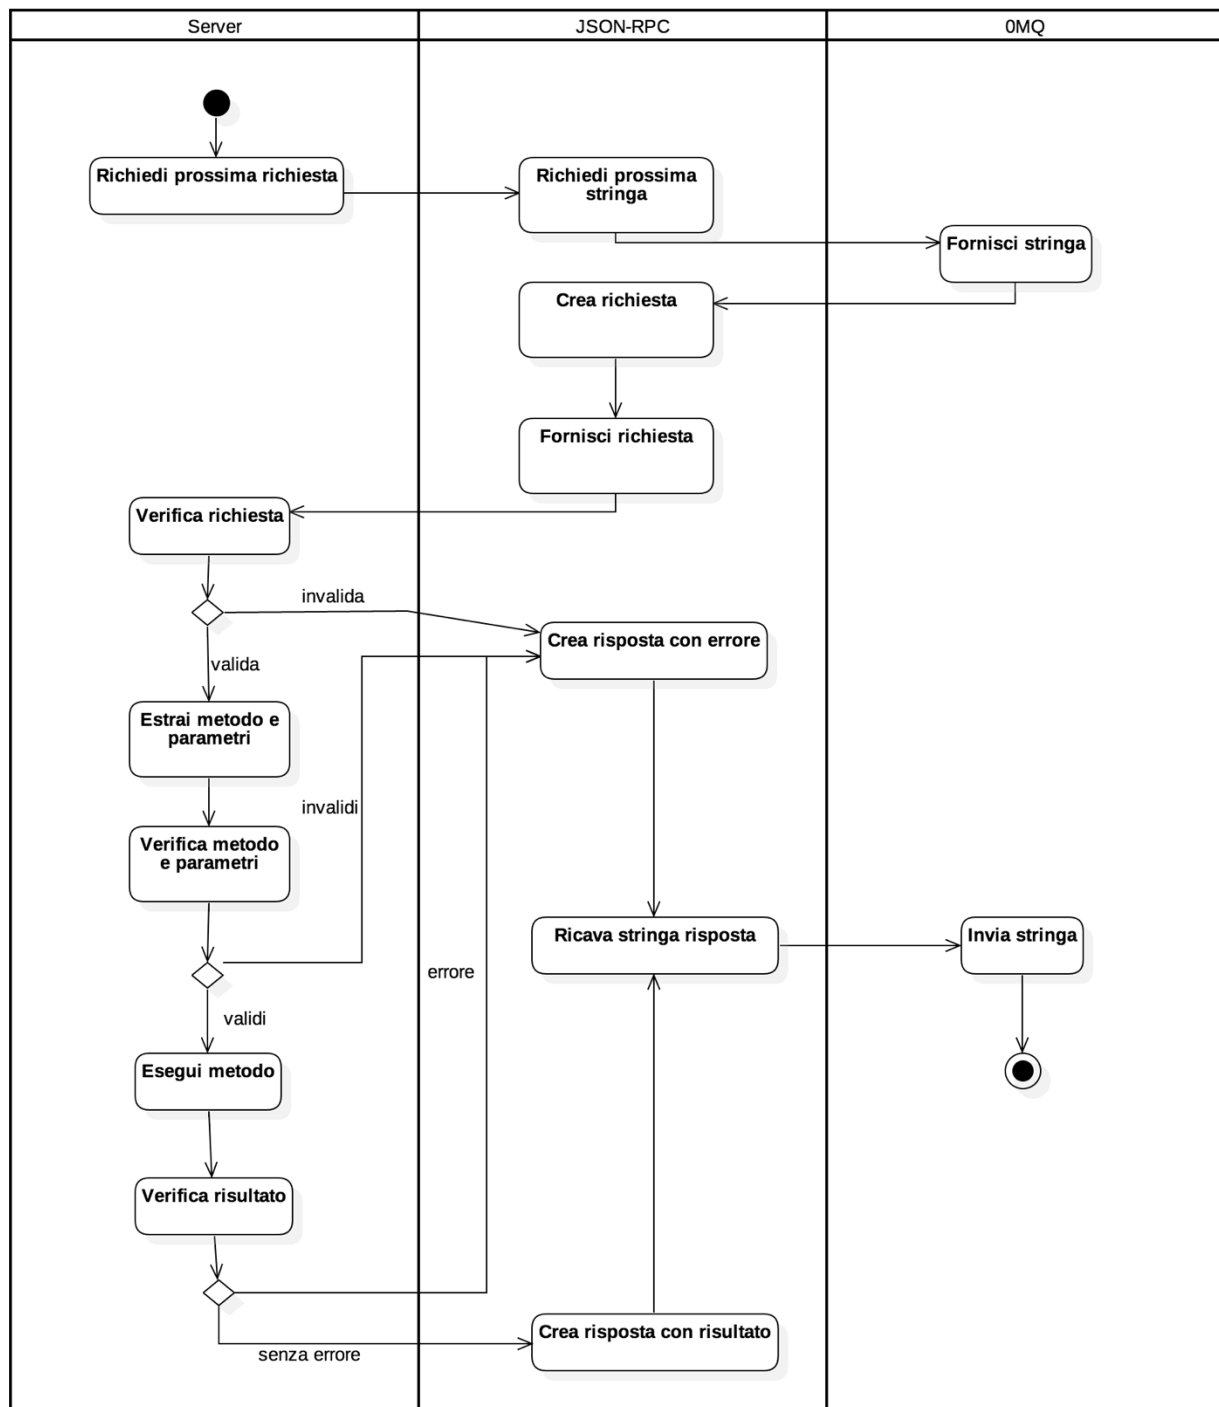 Server
JSON-RPC
0MQ
Richiedi prossima richiesta
Richiedi prossima
stringa
Fornisci stringa
Crea richiesta
Fornisci richiesta
Verifica richiesta
invalida
Crea risposta con errore
valida
Estrai metodo e
parametri
invalidi
Verifica metodo
e parametri
Ricava stringa risposta
Invia stringa
errore
validi
Esegui metodo
Verifica risultato
Crea risposta con risultato
senza errore